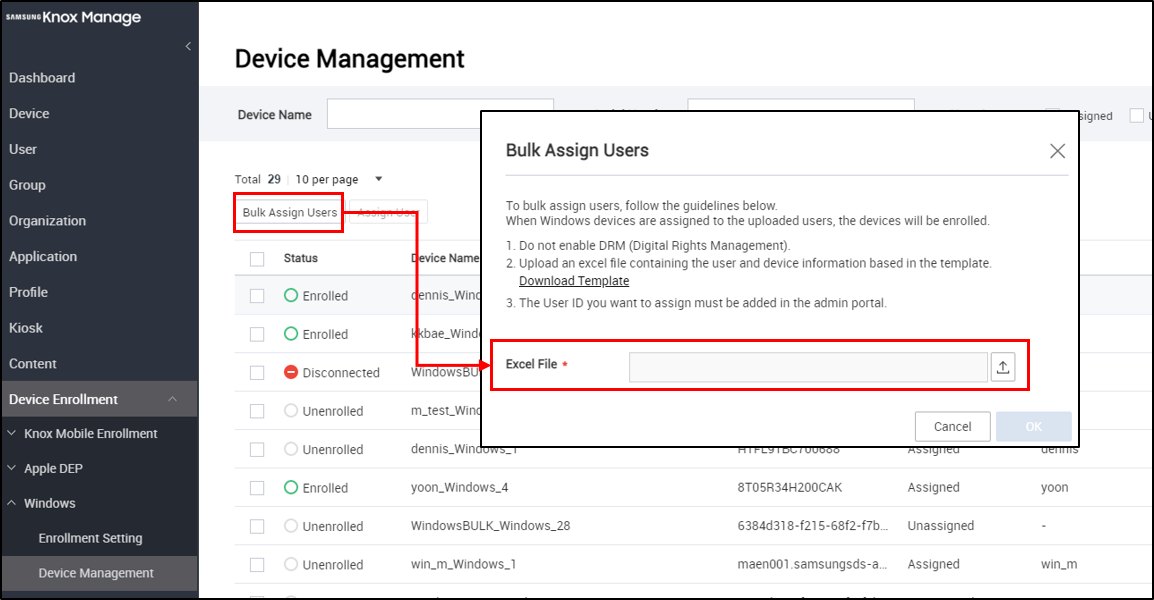 SAMSUNG Knox Manage
Dashboard
Device
User
Group
Organization
Application
Profile
Kiosk
Content
Device Enrollment
Knox Mobile Enrollment
Apple DEP
Windows
Enrollment Setting
Device Management
Device Management
Device Name
signed
Total 29 10 per page
Bulk Assign Users Assign User
Status Device Name
Enrolled dennis_Wind
Enrolled kkbae_Wind
Disconnected WindowsBU
Unenrolled m_test_Wind
Unenrolled dennis_Windows_1 H1FL91BC700688 Assigned dennis
Enrolled yoon_Windows_4 8T05R34H200CAK Assigned yoon
Unenrolled WindowsBULK_Windows_28 6384d318-f215-68f2-f7b... Unassigned -
Unenrolled win_m_Windows_1 maen001.samsungsds-a... Assigned win_m
Bulk Assign Users
To bulk assign users, follow the guidelines below.
When Windows devices are assigned to the uploaded users, the devices will be enrolled.
1. Do not enable DRM (Digital Rights Management).
2. Upload an excel file containing the user and device information based in the template.
Download Template
3. The User ID you want to assign must be added in the admin portal.
Excel File *
Cancel OK